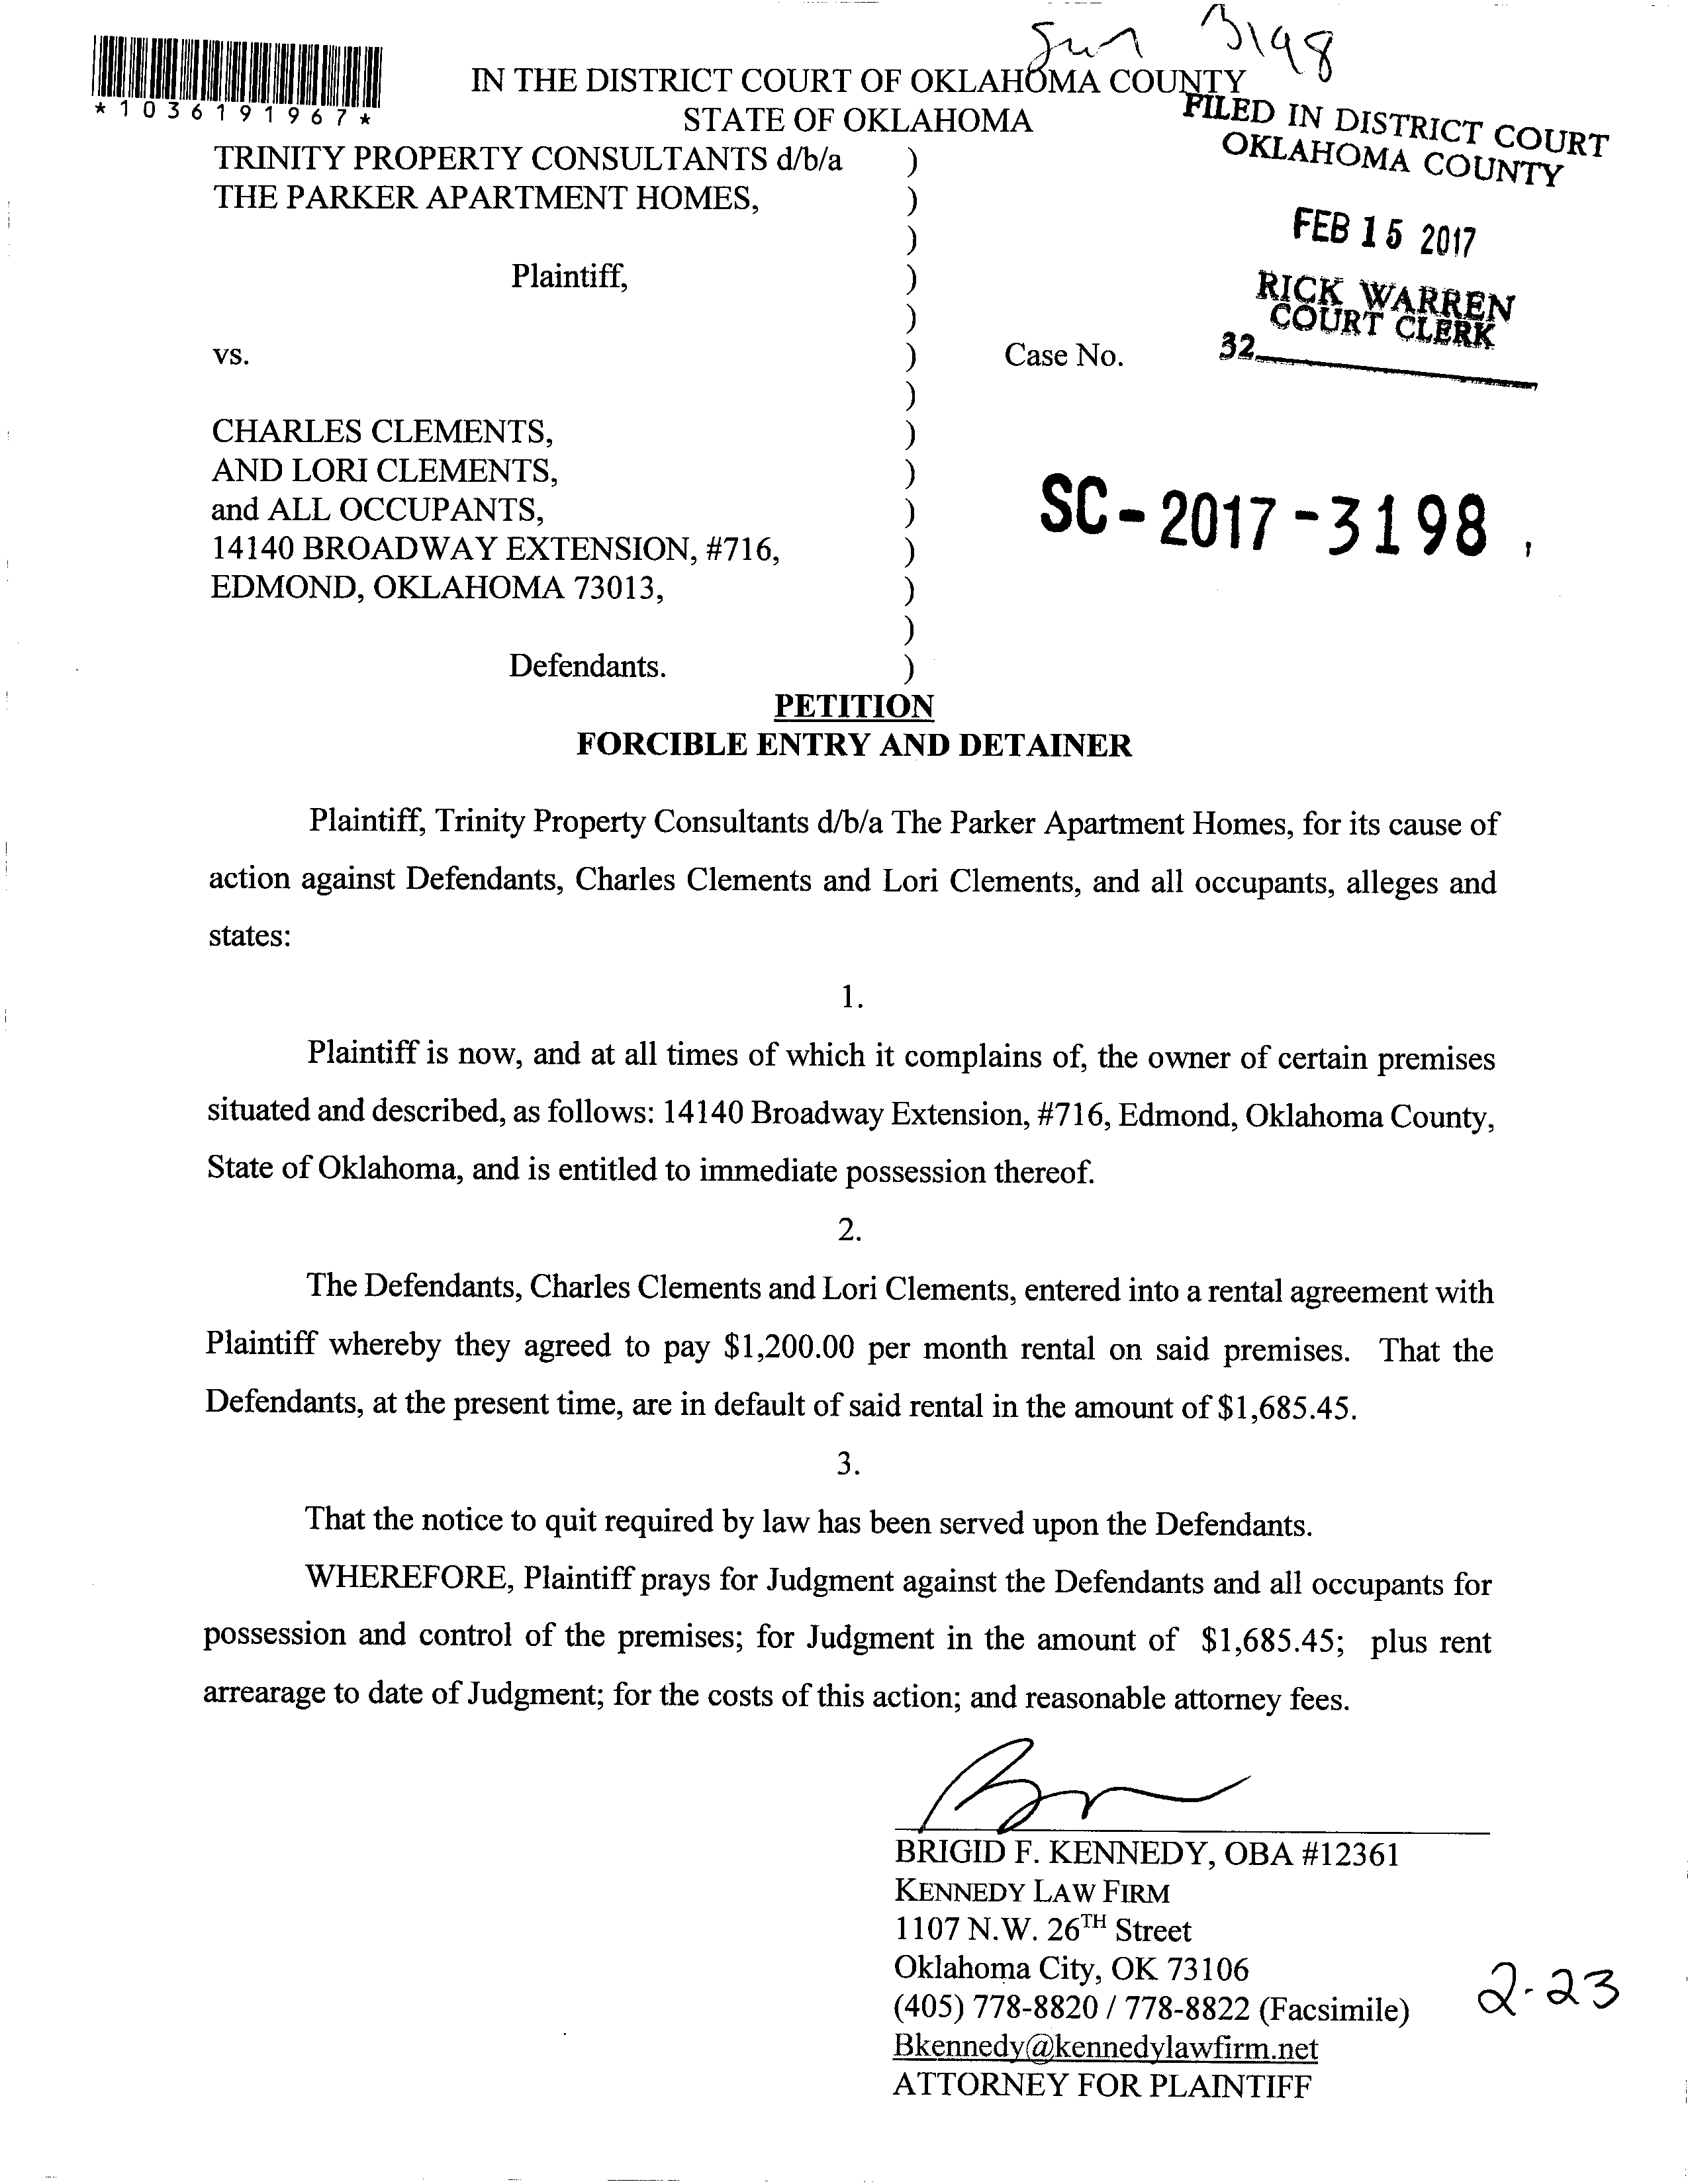 3198
*1036191967*
IN THE DISTRICT COURT OF OKLAHOMA COUNTY
STATE OF OKLAHOMA
FILED IN DISTRICT COURT
OKLAHOMA COUNTY
FEB 15 2017
RICK WARREN
COURT CLERK
32
TRINITY PROPERTY CONSULTANTS d/b/a )
THE PARKER APARTMENT HOMES, )
)
Plaintiff, )
)
vs. ) Case No.
)
CHARLES CLEMENTS, )
AND LORI CLEMENTS, )
and ALL OCCUPANTS, ) SC-2017-3198
14140 BROADWAY EXTENSION, #716, )
EDMOND, OKLAHOMA 73013, )
)
Defendants. )
PETITION
FORCIBLE ENTRY AND DETAINER
Plaintiff, Trinity Property Consultants d/b/a The Parker Apartment Homes, for its cause of
action against Defendants, Charles Clements and Lori Clements, and all occupants, alleges and
states:
1.
Plaintiff is now, and at all times of which it complains of, the owner of certain premises
situated and described, as follows: 14140 Broadway Extension, #716, Edmond, Oklahoma County,
State of Oklahoma, and is entitled to immediate possession thereof.
2.
The Defendants, Charles Clements and Lori Clements, entered into a rental agreement with
Plaintiff whereby they agreed to pay $1,200.00 per month rental on said premises. That the
Defendants, at the present time, are in default of said rental in the amount of $1,685.45.
3.
That the notice to quit required by law has been served upon the Defendants.
WHEREFORE, Plaintiff prays for Judgment against the Defendants and all occupants for
possession and control of the premises; for Judgment in the amount of $1,685.45; plus rent
arrearage to date of Judgment; for the costs of this action; and reasonable attorney fees.
BRIGID F. KENNEDY, OBA #12361
KENNEDY LAW FIRM
1107 N.W. 26TH Street
Oklahoma City, OK 73106
(405) 778-8820 / 778-8822 (Facsimile)
Bkennedy@kennedylawfirm.net
ATTORNEY FOR PLAINTIFF
2-23